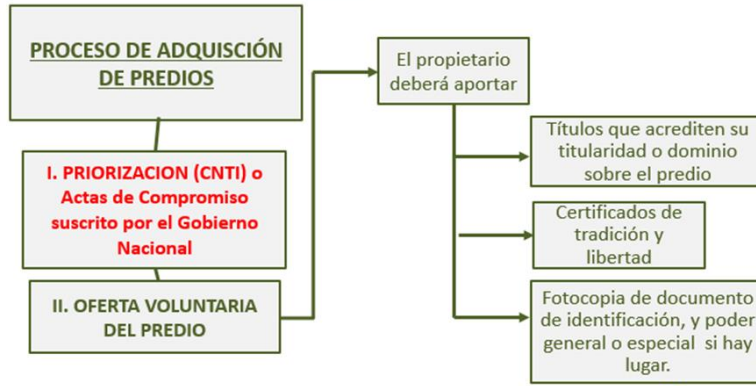 PROCESO DE ADQUISCIÓN
DE PREDIOS
I. PRIORIZACION (CNTI) o
Actas de Compromiso
suscrito por el Gobierno
Nacional
II. OFERTA VOLUNTARIA
DEL PREDIO
El propietario
deberá aportar
Títulos que acrediten su
titularidad o dominio
sobre el predio
Certificados de
tradición y
libertad
Fotocopia de documento
de identificación, y poder
general o especial si hay
lugar.